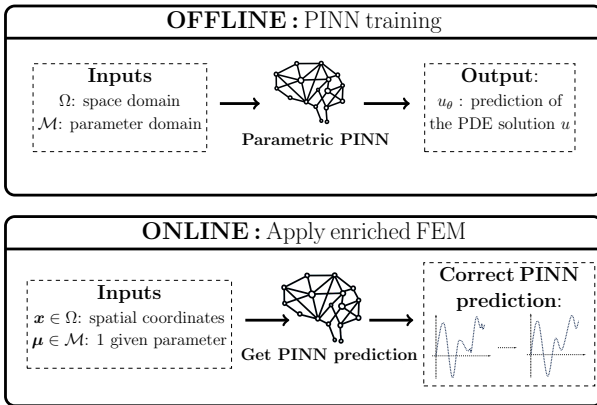 OFFLINE : PINN training
Inputs
Ω: space domain
ℳ: parameter domain
Parametric PINN
Output:
u_θ : prediction of
the PDE solution u
ONLINE : Apply enriched FEM
Inputs
x ∈ Ω: spatial coordinates
μ ∈ ℳ: 1 given parameter
Get PINN prediction
Correct PINN
prediction: